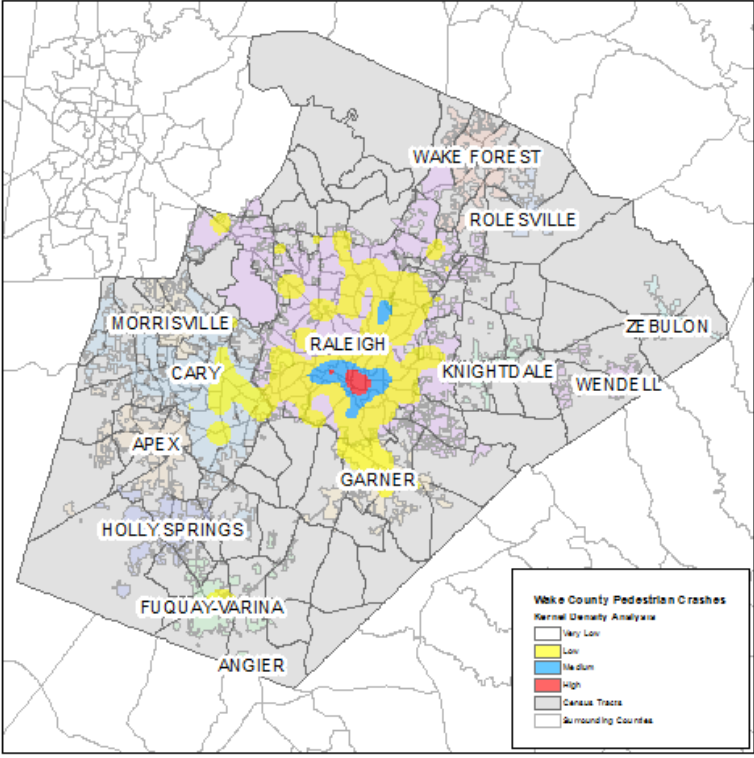 WAKE FOREST
ROLESVILLE
MORRISVILLE
ZEBULON
RALEIGH
CARY
KNIGHTDALE
WENDELL
APEX
GARNER
HOLLY SPRINGS
FUQUAY-VARINA
ANGIER
Wake County Pedestrian Crashes
Kernel Density Analysis
Very Low
Low
Medium
High
Census Tracts
Surrounding Counties